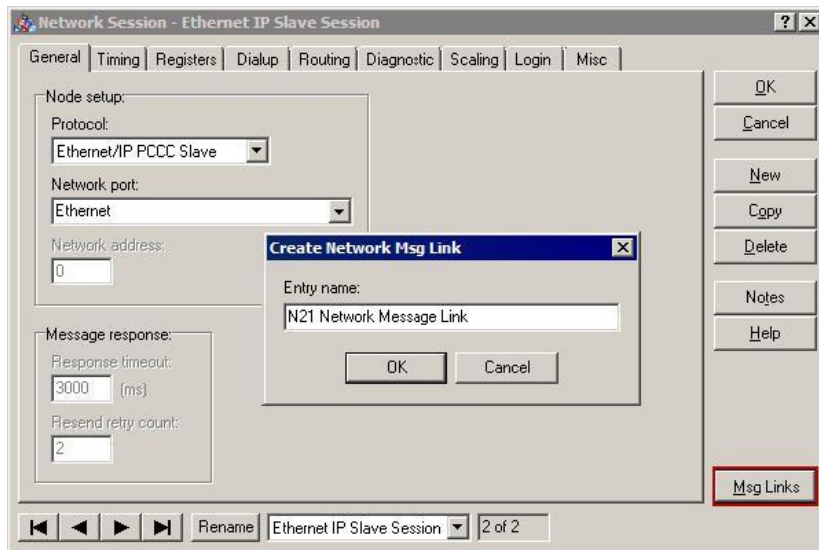 Network Session - Ethernet IP Slave Session
General Timing Registers Dialup Routing Diagnostic Scaling Login Misc
Node setup:
Protocol:
Ethernet/IP PCCC Slave
Network port:
Ethernet
Network address:
0
Message response:
Response timeout:
3000 (ms)
Resend retry count:
2
Create Network Msg Link
Entry name:
N21 Network Message Link
OK Cancel
OK
Cancel
New
Copy
Delete
Notes
Help
Msg Links
Rename Ethernet IP Slave Session 2 of 2